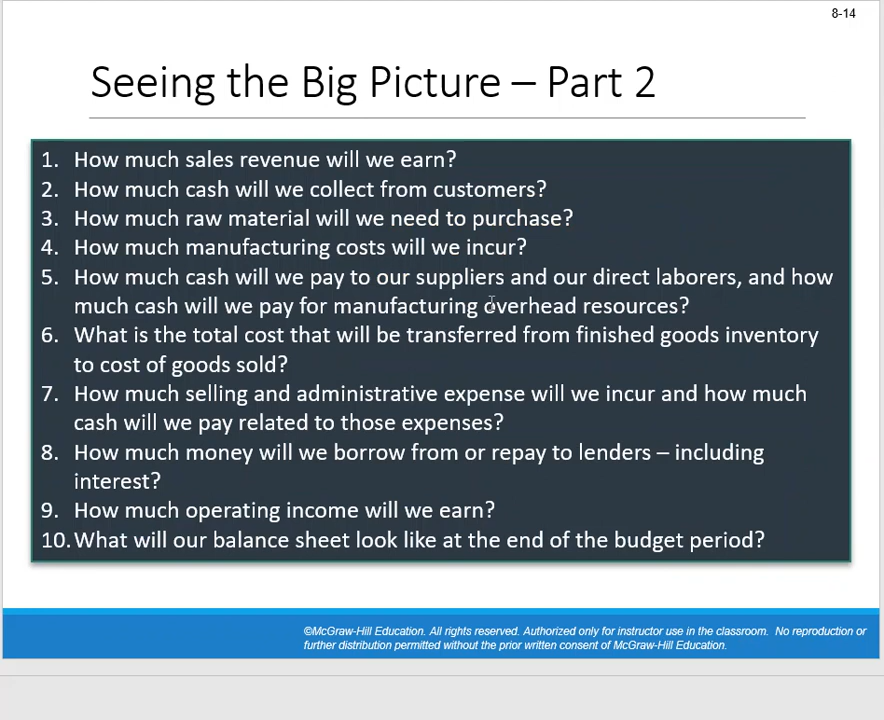 8-14
Seeing the Big Picture – Part 2
1. How much sales revenue will we earn?
2. How much cash will we collect from customers?
3. How much raw material will we need to purchase?
4. How much manufacturing costs will we incur?
5. How much cash will we pay to our suppliers and our direct laborers, and how
much cash will we pay for manufacturing overhead resources?
6. What is the total cost that will be transferred from finished goods inventory
to cost of goods sold?
7. How much selling and administrative expense will we incur and how much
cash will we pay related to those expenses?
8. How much money will we borrow from or repay to lenders – including
interest?
9. How much operating income will we earn?
10. What will our balance sheet look like at the end of the budget period?
©McGraw-Hill Education. All rights reserved. Authorized only for instructor use in the classroom. No reproduction or
further distribution permitted without the prior written consent of McGraw-Hill Education.